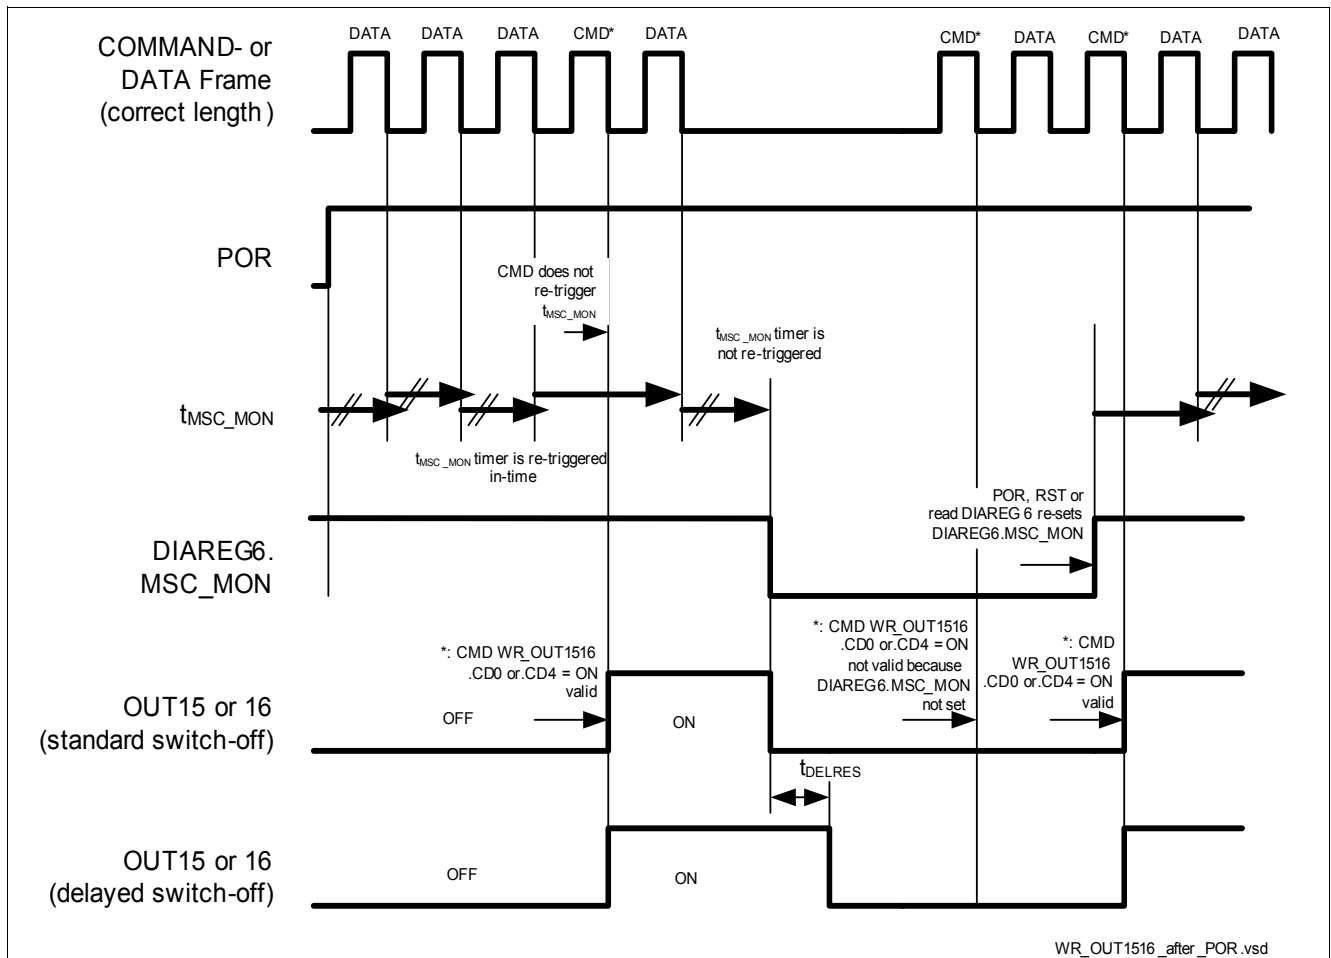 DATA DATA DATA CMD* DATA CMD* DATA CMD* DATA DATA
COMMAND- or
DATA Frame
(correct length)
POR
CMD does not
re-trigger
tMSC_MON
tMSC_MON timer is
not re-triggered
tMSC_MON
tMSC_MON timer is re-triggered
in-time
POR, RST or
read DIAREG 6 re-sets
DIAREG6.MSC_MON
DIAREG6.
MSC_MON
*: CMD WR_OUT1516
.CD0 or.CD4 = ON
valid
*: CMD WR_OUT1516
.CD0 or.CD4 = ON
not valid because
DIAREG6.MSC_MON
not set
*: CMD
WR_OUT1516
.CD0 or.CD4 = ON
valid
OUT15 or 16
(standard switch-off)
OFF
ON
tDELRES
OUT15 or 16
(delayed switch-off)
OFF
ON
WR_OUT1516_after_POR.vsd